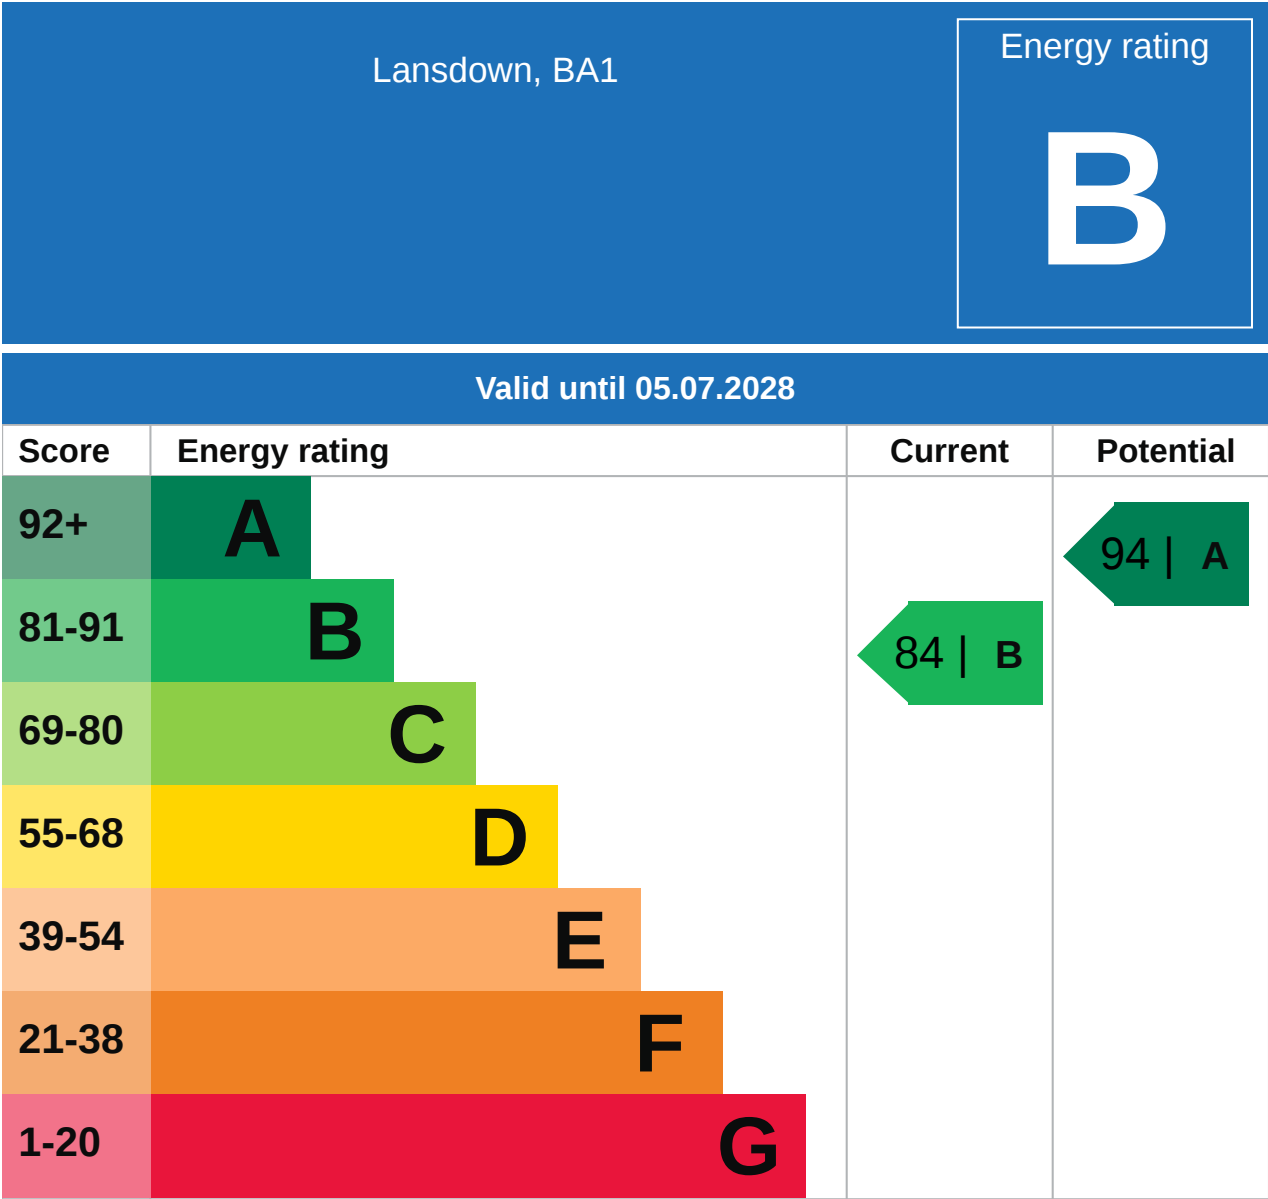 Lansdown, BA1
Energy rating
B
Valid until 05.07.2028
Score Energy rating Current Potential
92+ A 94 | A
81-91 B 84 | B
69-80 C
55-68 D
39-54 E
21-38 F
1-20 G